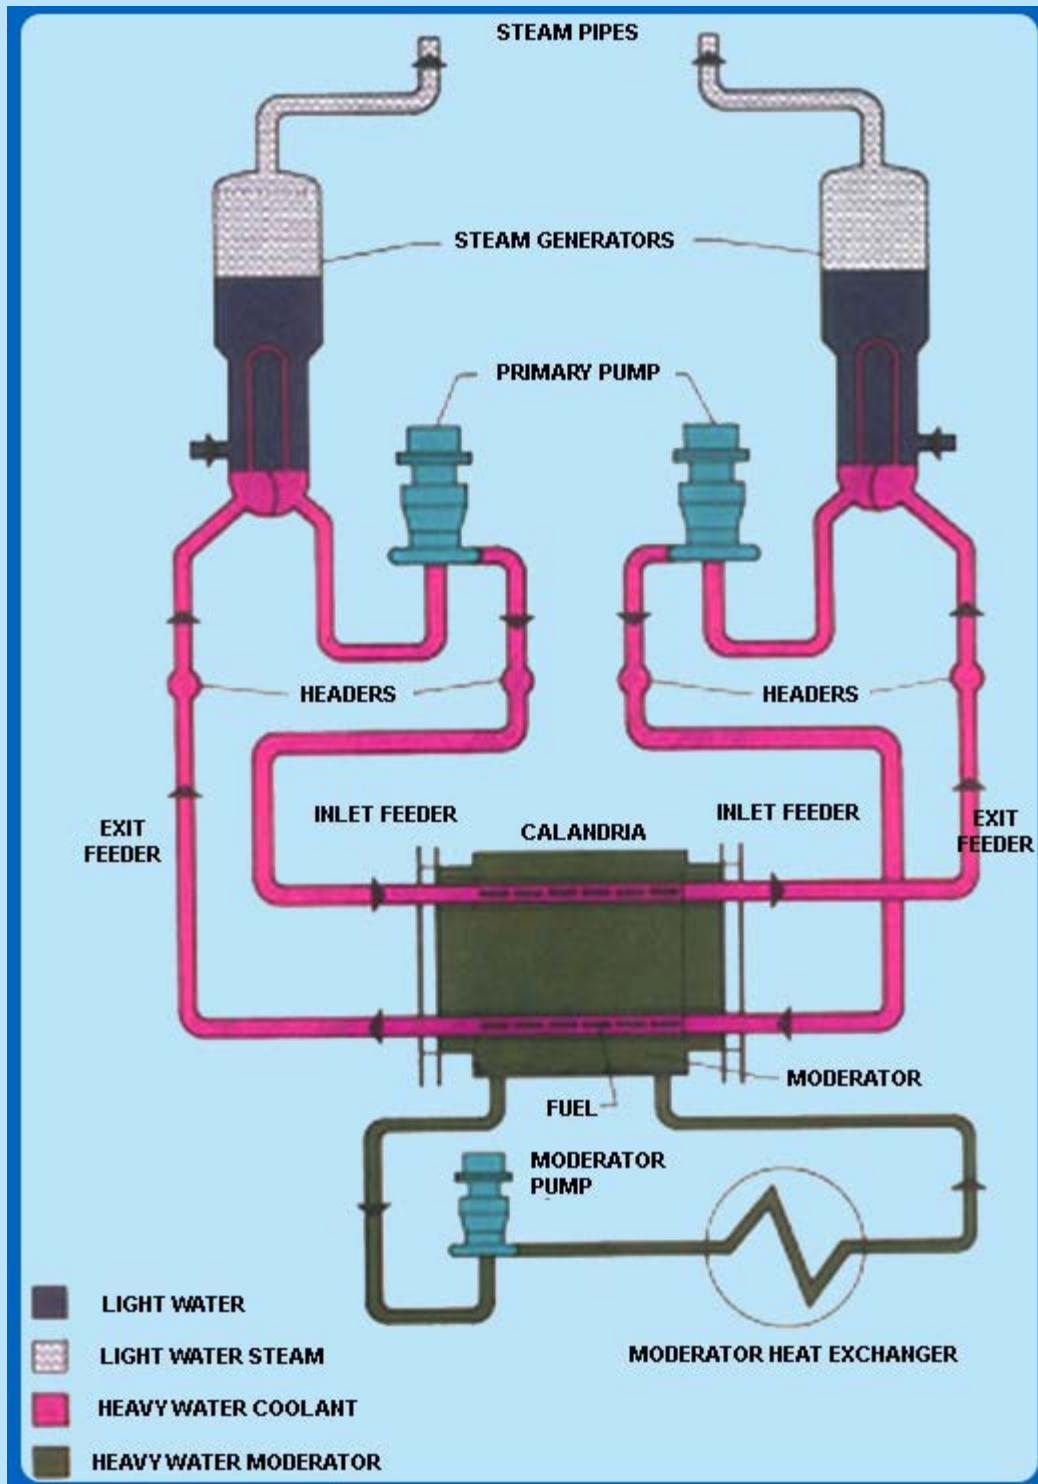 STEAM PIPES
STEAM GENERATORS
PRIMARY PUMP
HEADERS
HEADERS
INLET FEEDER
INLET FEEDER
EXIT
FEEDER
CALANDRIA
EXIT
FEEDER
MODERATOR
FUEL
MODERATOR
PUMP
MODERATOR HEAT EXCHANGER
LIGHT WATER
LIGHT WATER STEAM
HEAVY WATER COOLANT
HEAVY WATER MODERATOR